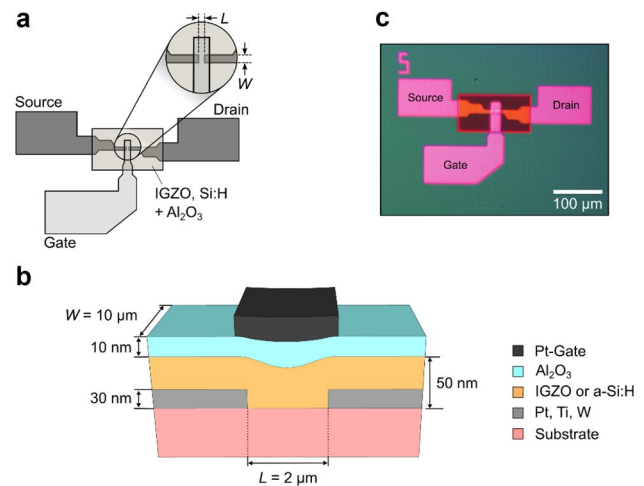 a
L
W
Source
Drain
IGZO, Si:H
+ Al₂O₃
Gate
c
5
Source
Drain
Gate
100 µm
b
W = 10 µm
10 nm
30 nm
50 nm
L = 2 µm
Pt-Gate
Al₂O₃
IGZO or a-Si:H
Pt, Ti, W
Substrate